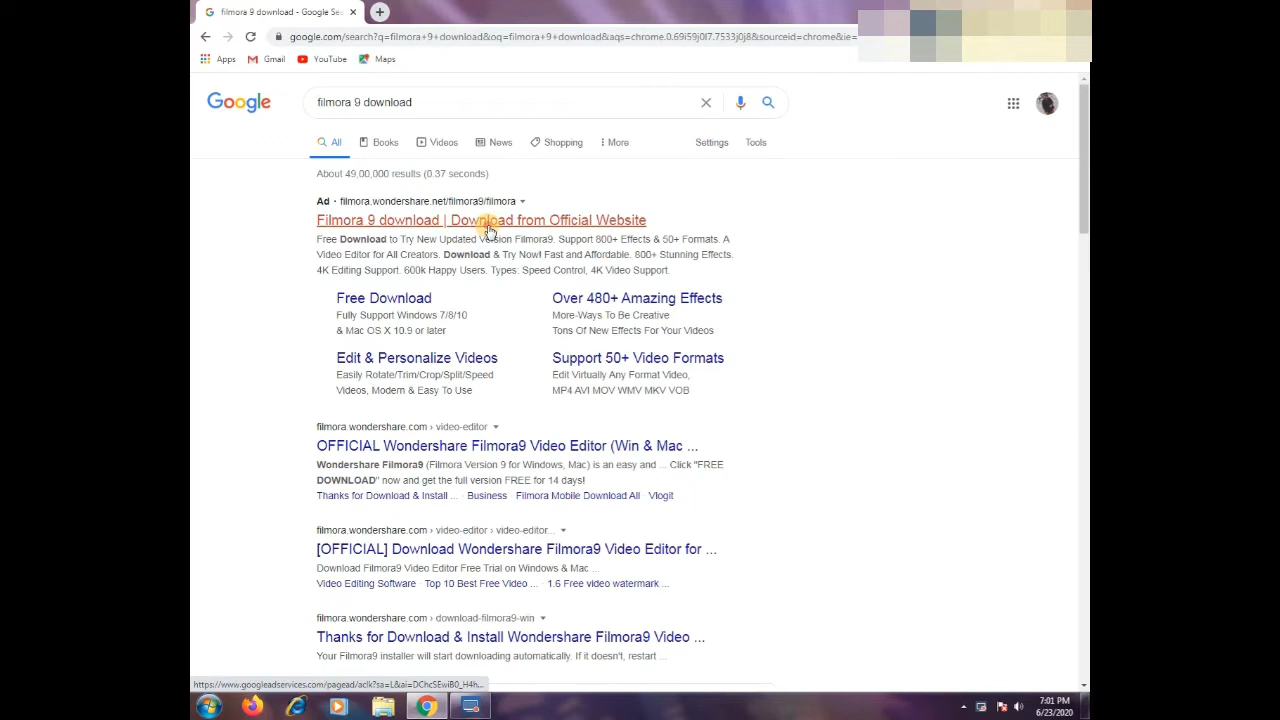 filmora 9 download - Google Sea
google.com/search?q=filmora+9+download&oq=filmora+9+download&aqs=chrome.0.69i59j0l7.7533j0j8&sourceid=chrome&ie=
Apps Gmail YouTube Maps
Google filmora 9 download
All Books Videos News Shopping More Settings Tools
About 49,00,000 results (0.37 seconds)
Ad · filmora.wondershare.net/filmora9/filmora
Filmora 9 download | Download from Official Website
Free Download to Try New Updated Version Filmora9. Support 800+ Effects & 50+ Formats. A
Video Editor for All Creators. Download & Try Now! Fast and Affordable. 800+ Stunning Effects.
4K Editing Support. 600k Happy Users. Types: Speed Control, 4K Video Support.
Free Download
Fully Support Windows 7/8/10
& Mac OS X 10.9 or later
Over 480+ Amazing Effects
More-Ways To Be Creative
Tons Of New Effects For Your Videos
Edit & Personalize Videos
Easily Rotate/Trim/Crop/Split/Speed
Videos, Modern & Easy To Use
Support 50+ Video Formats
Edit Virtually Any Format Video,
MP4 AVI MOV WMV MKV VOB
filmora.wondershare.com › video-editor
OFFICIAL Wondershare Filmora9 Video Editor (Win & Mac ...
Wondershare Filmora9 (Filmora Version 9 for Windows, Mac) is an easy and ... Click "FREE
DOWNLOAD" now and get the full version FREE for 14 days!
Thanks for Download & Install ... · Business · Filmora Mobile Download All · Vlogit
filmora.wondershare.com › video-editor › video-editor...
[OFFICIAL] Download Wondershare Filmora9 Video Editor for ...
Download Filmora9 Video Editor Free Trial on Windows & Mac ...
Video Editing Software · Top 10 Best Free Video ... · 1.6 Free video watermark ...
filmora.wondershare.com › download-filmora9-win
Thanks for Download & Install Wondershare Filmora9 Video ...
Your Filmora9 installer will start downloading automatically. If it doesn't, restart ...
https://www.googleadservices.com/pagead/aclk?sa=L&ai=DChcSEwiB0_H4h...
7:01 PM
6/23/2020